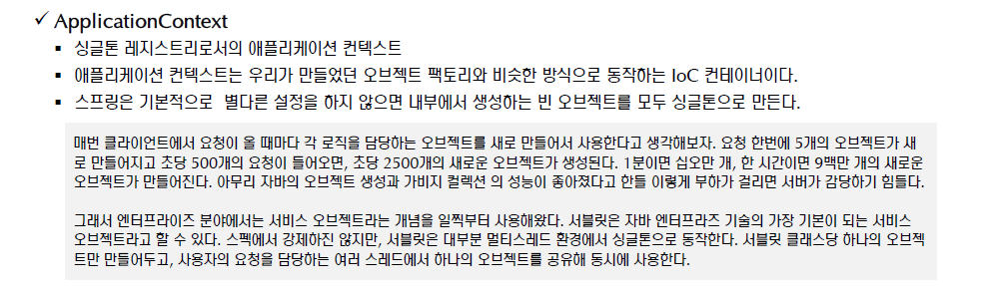 ✓ ApplicationContext
▪ 싱글톤 레지스트리로서의 애플리케이션 컨텍스트
▪ 애플리케이션 컨텍스트는 우리가 만들었던 오브젝트 팩토리와 비슷한 방식으로 동작하는 IoC 컨테이너이다.
▪ 스프링은 기본적으로 별다른 설정을 하지 않으면 내부에서 생성하는 빈 오브젝트를 모두 싱글톤으로 만든다.
매번 클라이언트에서 요청이 올 때마다 각 로직을 담당하는 오브젝트를 새로 만들어서 사용한다고 생각해보자. 요청 한번에 5개의 오브젝트가 새
로 만들어지고 초당 500개의 요청이 들어오면, 초당 2500개의 새로운 오브젝트가 생성된다. 1분이면 십오만 개, 한 시간이면 9백만 개의 새로운
오브젝트가 만들어진다. 아무리 자바의 오브젝트 생성과 가비지 컬렉션 의 성능이 좋아졌다고 한들 이렇게 부하가 걸리면 서버가 감당하기 힘들다.
그래서 엔터프라이즈 분야에서는 서비스 오브젝트라는 개념을 일찍부터 사용해왔다. 서블릿은 자바 엔터프라즈 기술의 가장 기본이 되는 서비스
오브젝트라고 할 수 있다. 스펙에서 강제하진 않지만, 서블릿은 대부분 멀티스레드 환경에서 싱글톤으로 동작한다. 서블릿 클래스당 하나의 오브젝
트만 만들어두고, 사용자의 요청을 담당하는 여러 스레드에서 하나의 오브젝트를 공유해 동시에 사용한다.